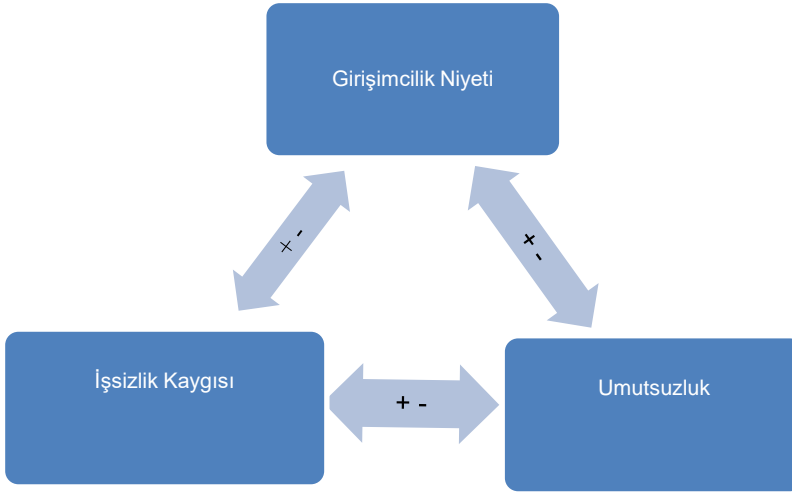 Girişimcilik Niyeti
+ -
+ -
İşsizlik Kaygısı
+ -
Umutsuzluk